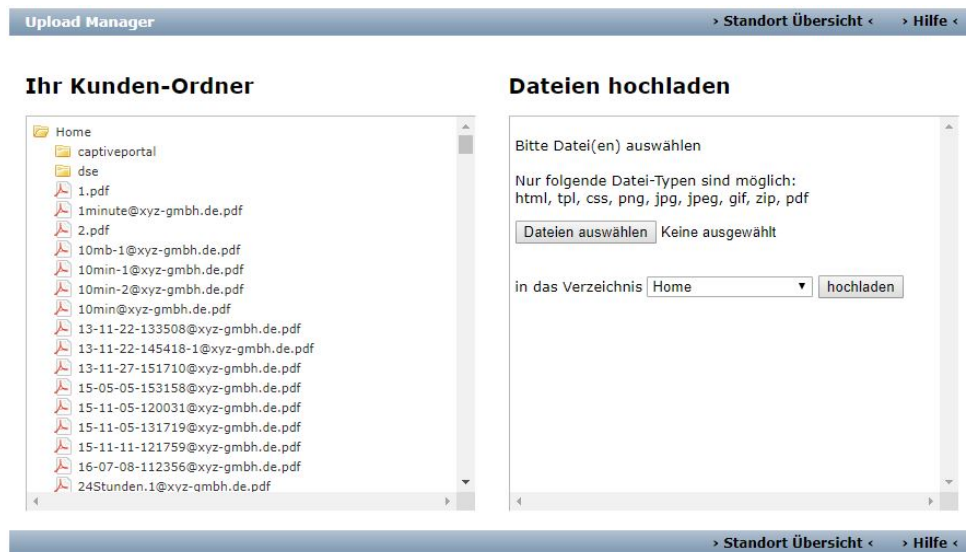 Upload Manager
› Standort Übersicht ‹ › Hilfe ‹
Ihr Kunden-Ordner
Home
captiveportal
dse
1.pdf
1minute@xyz-gmbh.de.pdf
2.pdf
10mb-1@xyz-gmbh.de.pdf
10min-1@xyz-gmbh.de.pdf
10min-2@xyz-gmbh.de.pdf
10min@xyz-gmbh.de.pdf
13-11-22-133508@xyz-gmbh.de.pdf
13-11-22-145418-1@xyz-gmbh.de.pdf
13-11-27-151710@xyz-gmbh.de.pdf
15-05-05-153158@xyz-gmbh.de.pdf
15-11-05-120031@xyz-gmbh.de.pdf
15-11-05-131719@xyz-gmbh.de.pdf
15-11-11-121759@xyz-gmbh.de.pdf
16-07-08-112356@xyz-gmbh.de.pdf
24Stunden.1@xyz-gmbh.de.pdf
Dateien hochladen
Bitte Datei(en) auswählen
Nur folgende Datei-Typen sind möglich:
html, tpl, css, png, jpg, jpeg, gif, zip, pdf
Dateien auswählen Keine ausgewählt
in das Verzeichnis Home hochladen
› Standort Übersicht ‹ › Hilfe ‹